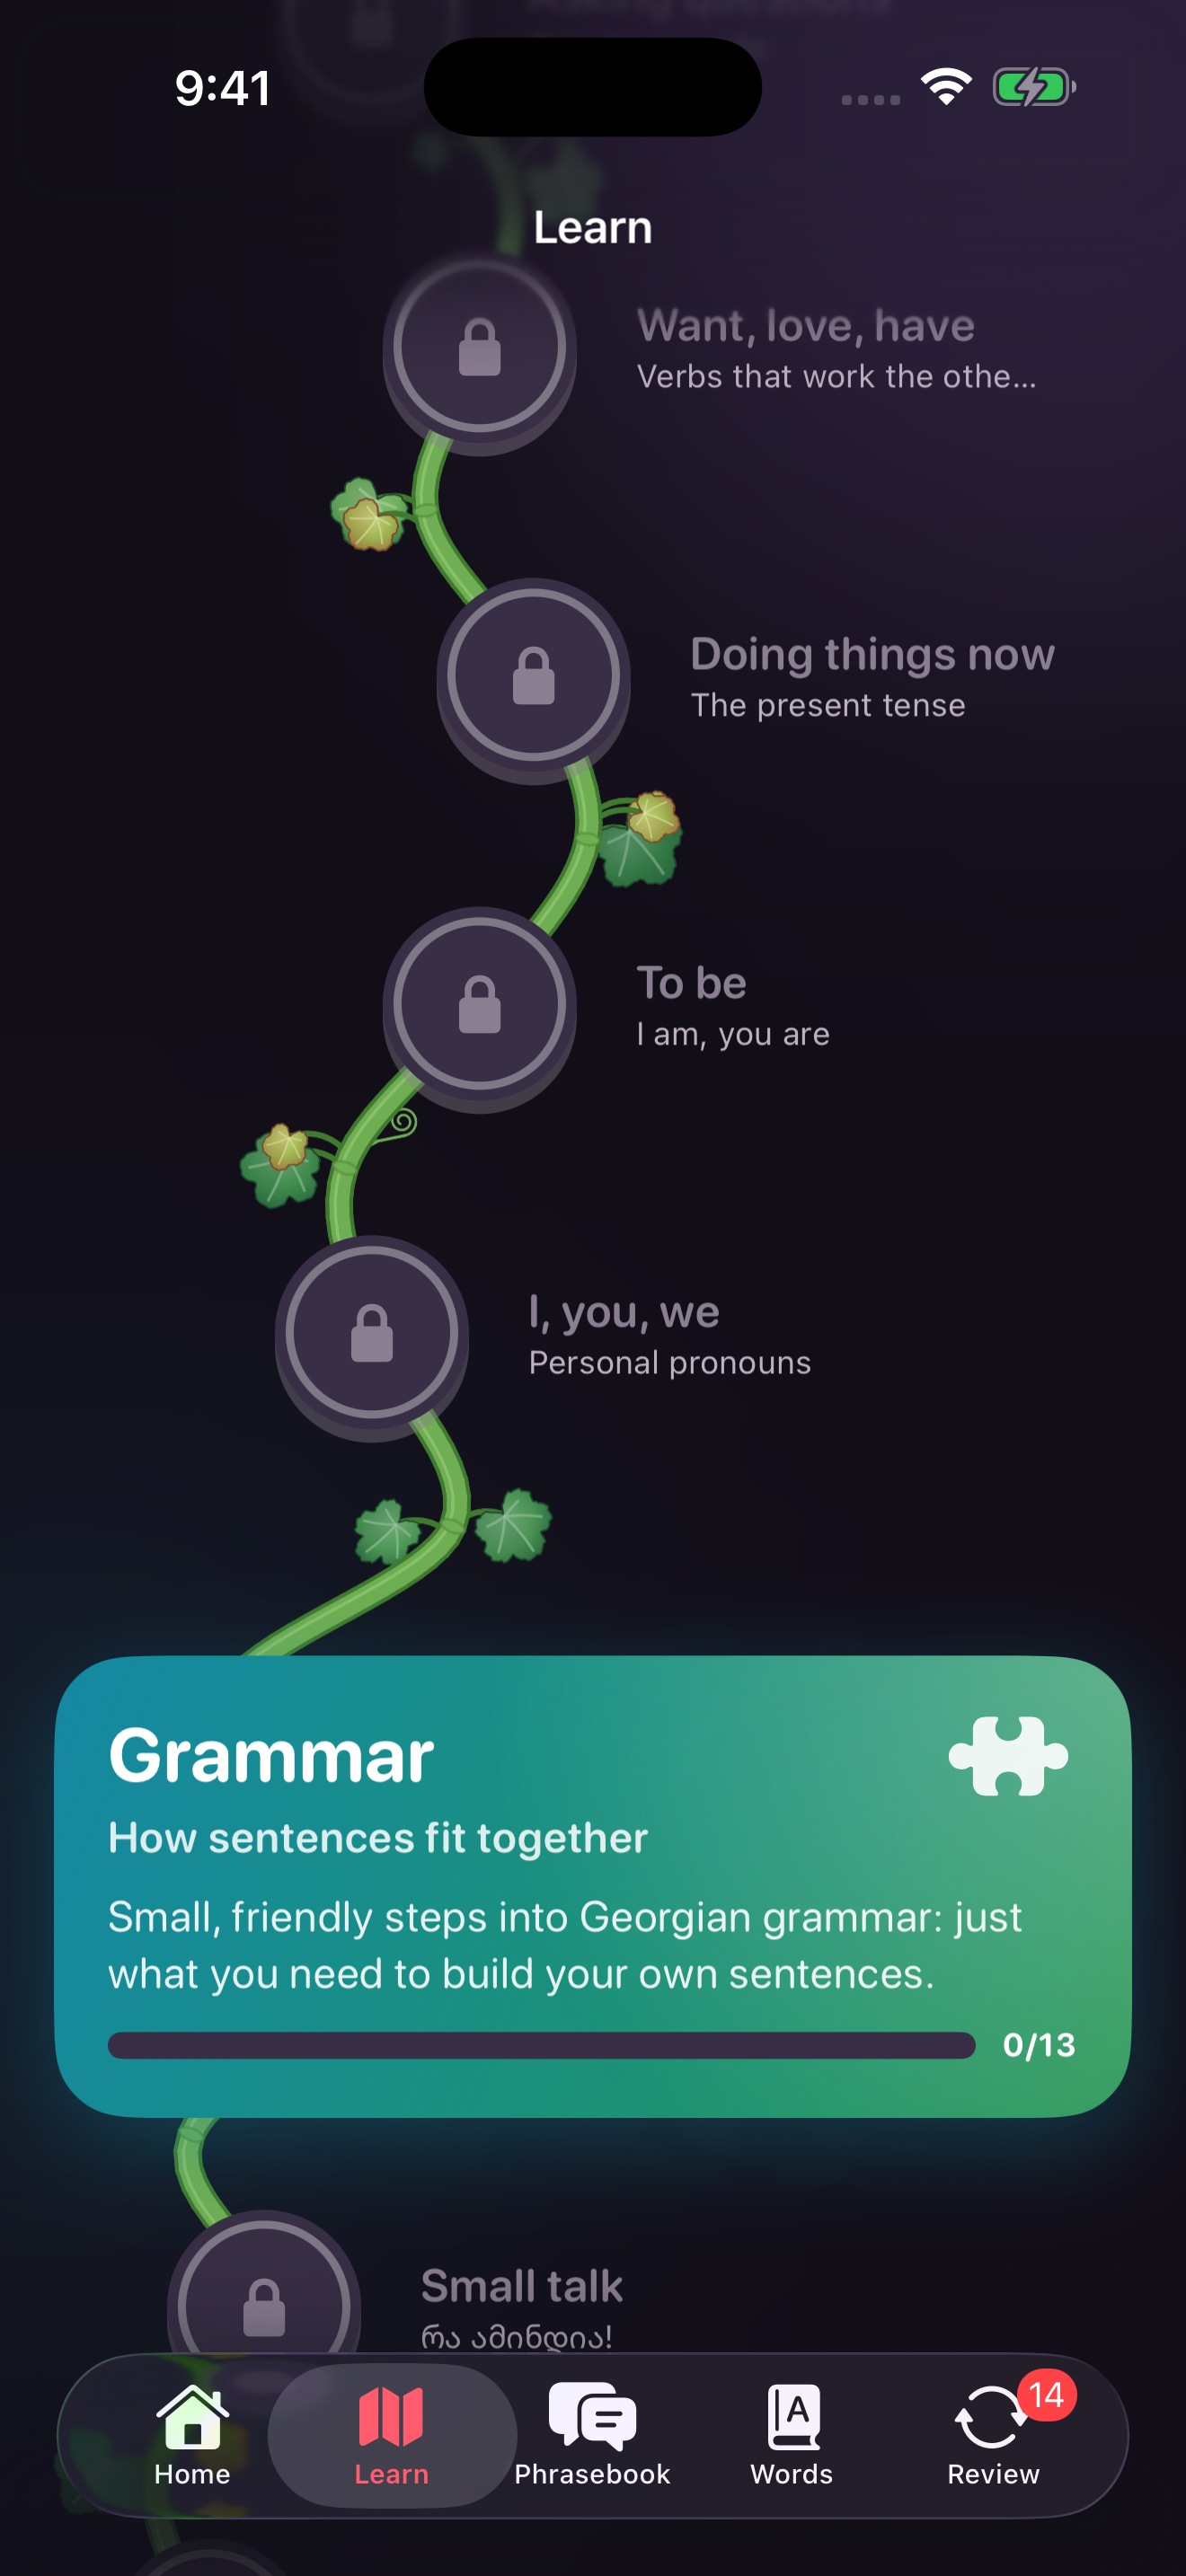 9:41
Learn
Want, love, have
Verbs that work the othe...
Doing things now
The present tense
To be
I am, you are
I, you, we
Personal pronouns
Grammar
How sentences fit together
Small, friendly steps into Georgian grammar: just
what you need to build your own sentences.
0/13
Small talk
რა ამინდია!
A
14
Home
Learn
Phrasebook
Words
Review